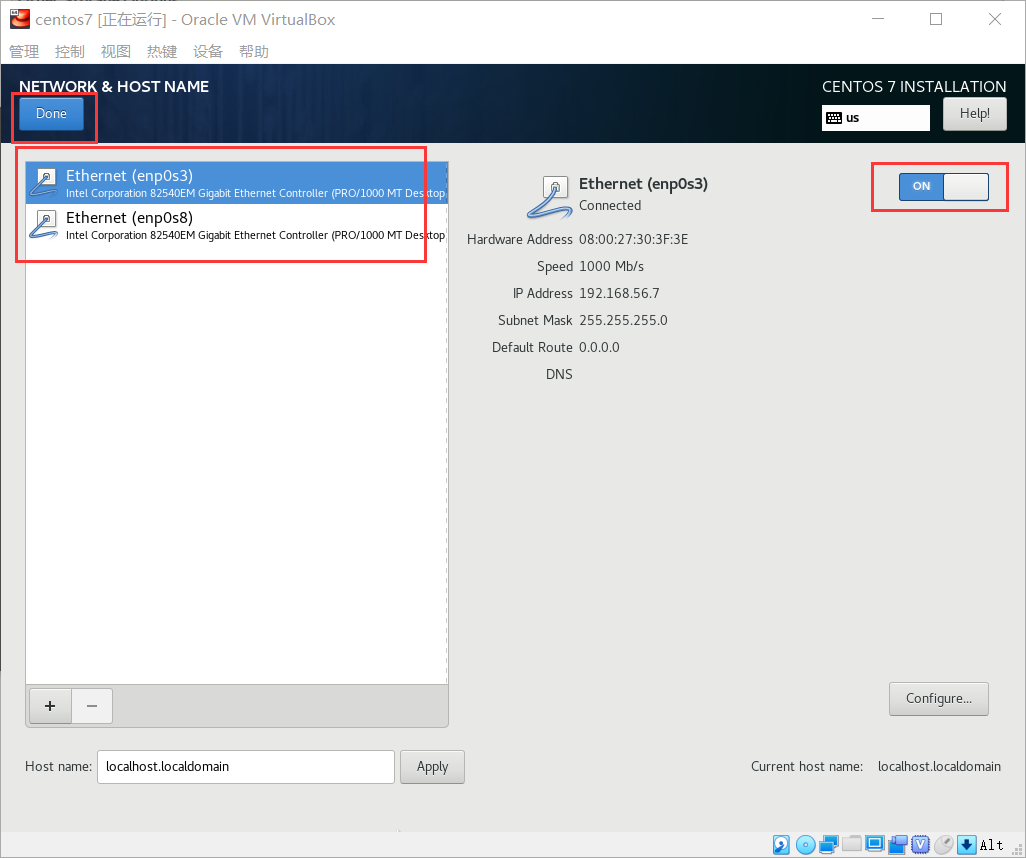 centos7 [正在运行] - Oracle VM VirtualBox
管理 控制 视图 热键 设备 帮助
NETWORK & HOST NAME
CENTOS 7 INSTALLATION
Done
us
Help!
Ethernet (enp0s3)
Intel Corporation 82540EM Gigabit Ethernet Controller (PRO/1000 MT Desktop
Ethernet (enp0s8)
Intel Corporation 82540EM Gigabit Ethernet Controller (PRO/1000 MT Desktop
Ethernet (enp0s3)
Connected
ON
Hardware Address 08:00:27:30:3F:3E
Speed 1000 Mb/s
IP Address 192.168.56.7
Subnet Mask 255.255.255.0
Default Route 0.0.0.0
DNS
+ −
Configure...
Host name: localhost.localdomain Apply
Current host name: localhost.localdomain
Alt